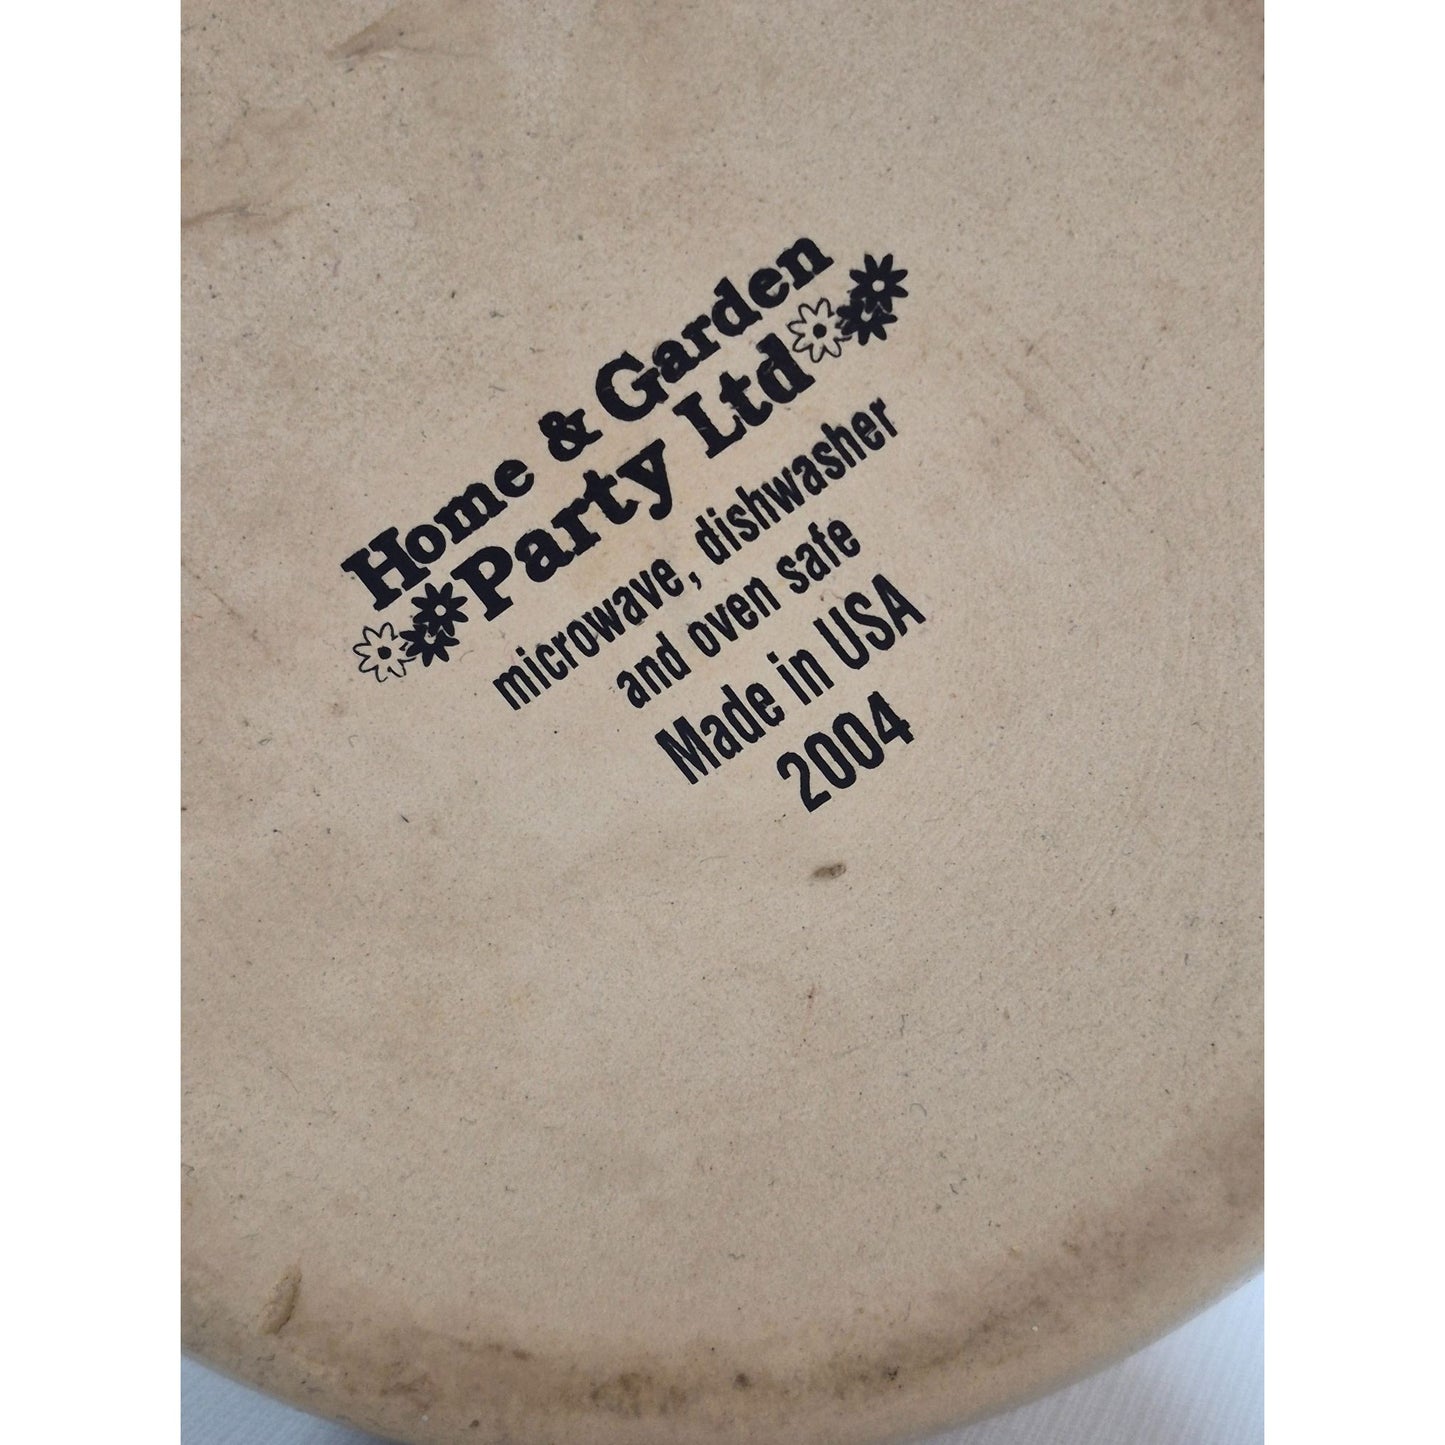 Home & Garden
Party Ltd
microwave, dishwasher
and oven safe
Made in USA
2004